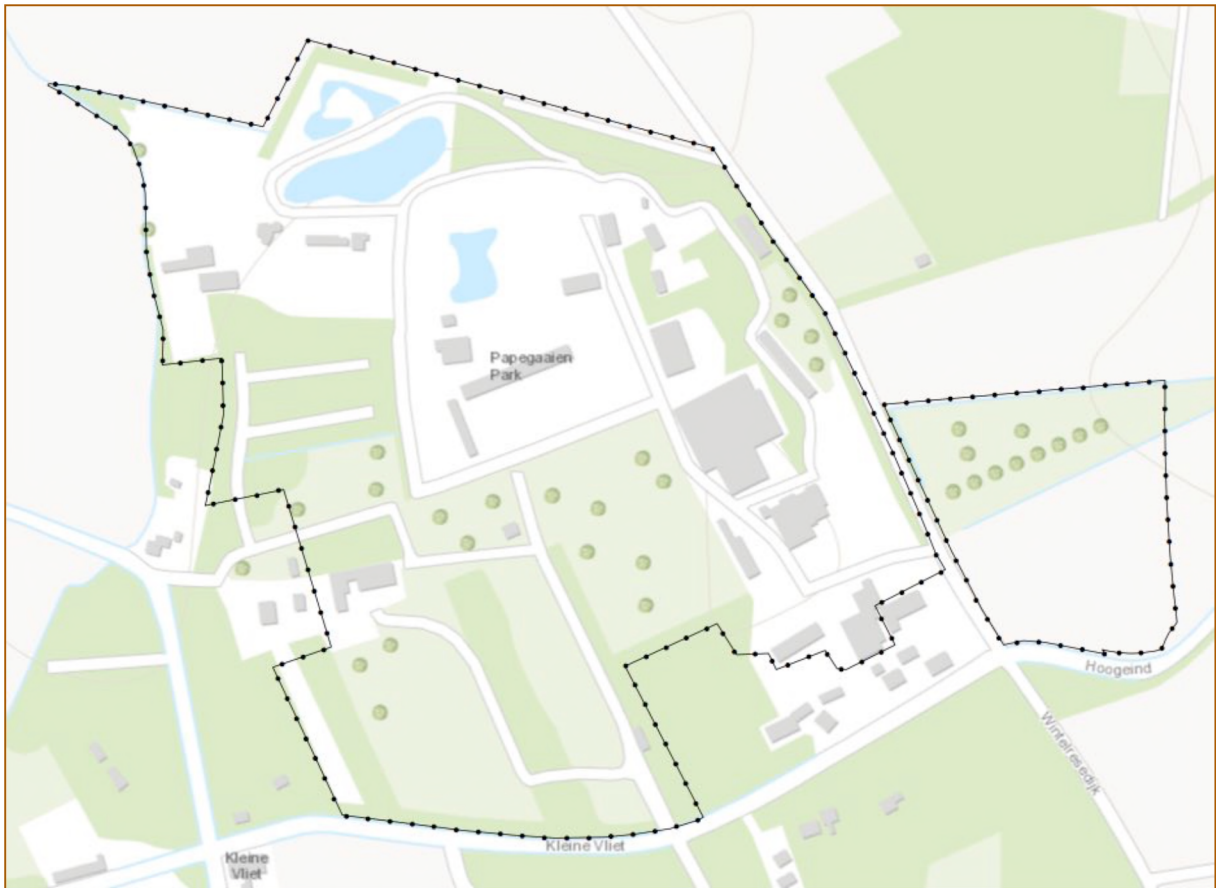 Papegaaien
Park
Hoogeind
Wintelresedijk
Kleine Vliet
Kleine
Vliet